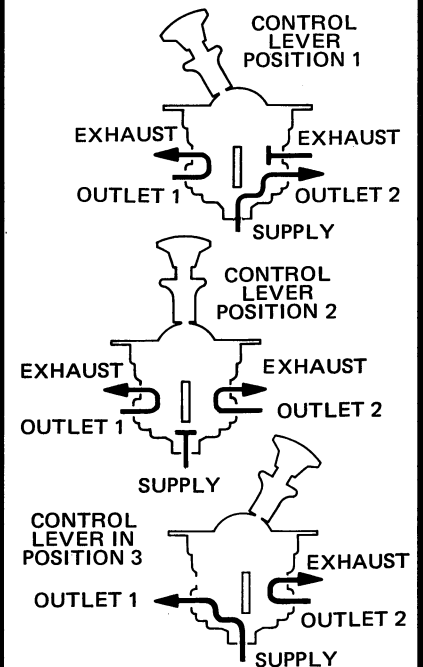 CONTROL
LEVER
POSITION 1
EXHAUST
EXHAUST
OUTLET 1
OUTLET 2
SUPPLY
CONTROL
LEVER
POSITION 2
EXHAUST
EXHAUST
OUTLET 1
OUTLET 2
SUPPLY
CONTROL
LEVER IN
POSITION 3
EXHAUST
OUTLET 1
OUTLET 2
SUPPLY